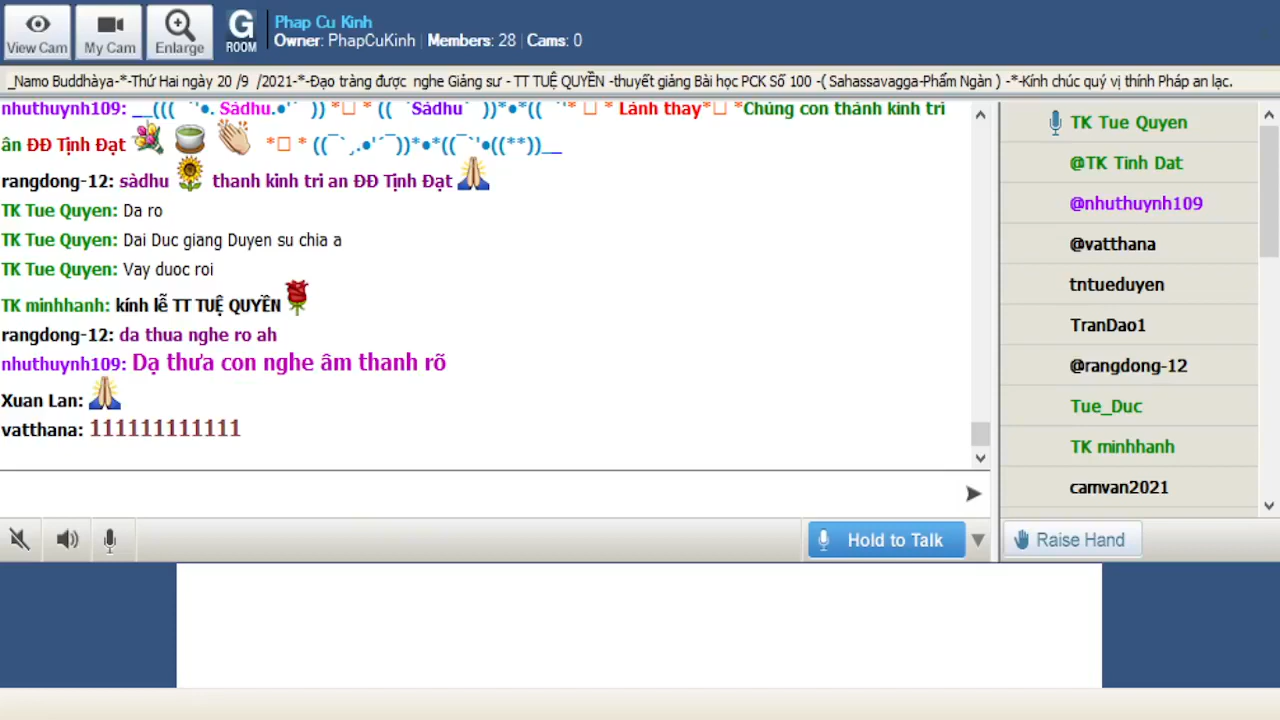 View Cam
My Cam
Enlarge
G
ROOM
Phap Cu Kinh
Owner: PhapCuKinh | Members: 28 | Cams: 0
_Namo Buddhàya-*-Thứ Hai ngày 20 /9 /2021-*-Đạo tràng được nghe Giảng sư - TT TUỆ QUYỀN -thuyết giảng Bài học PCK Số 100 -( Sahassavagga-Phẩm Ngàn ) -*-Kính chúc quý vị thính Pháp an lạc.
nhuthuynh109: __(((¯`'•. Sàdhu.•'´¯)) *□ * ((¯`Sàdhu´¯))*•*((¯`'* □ * Lành thay*□ *Chúng con thành kính tri
ân ĐĐ Tịnh Đạt *□ * ((¯`¸.•'´¯))*•*((¯`'•((**))__
rangdong-12: sàdhu thanh kinh tri an ĐĐ Tịnh Đạt
TK Tue Quyen: Da ro
TK Tue Quyen: Dai Duc giang Duyen su chia a
TK Tue Quyen: Vay duoc roi
TK minhhanh: kính lễ TT TUỆ QUYỀN
rangdong-12: da thua nghe ro ah
nhuthuynh109: Dạ thưa con nghe âm thanh rõ
Xuan Lan:
vatthana: 111111111111
Hold to Talk
TK Tue Quyen
@TK Tinh Dat
@nhuthuynh109
@vatthana
tntueduyen
TranDao1
@rangdong-12
Tue_Duc
TK minhhanh
camvan2021
Raise Hand